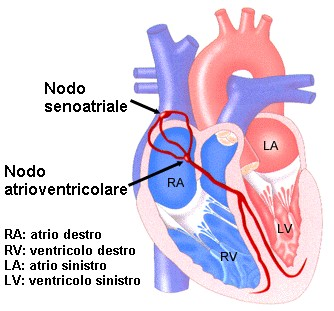 Nodo
senoatriale
LA
Nodo
atrioventricolare
RA
LV
RA: atrio destro
RV: ventricolo destro
LA: atrio sinistro
LV: ventricolo sinistro
RV